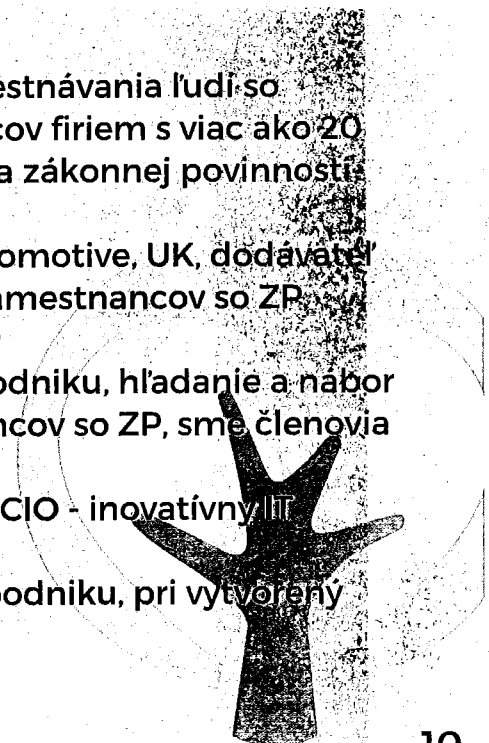 estnávania ľudí so
cov firiem s viac ako 20
a zákonnej povinnosti
omotive, UK, dodávateľ
amestnancov so ZP
odniku, hľadanie a nábor
ncov so ZP, sme členovia
CIO - inovatívny IT
podniku, pri vytvorený
10